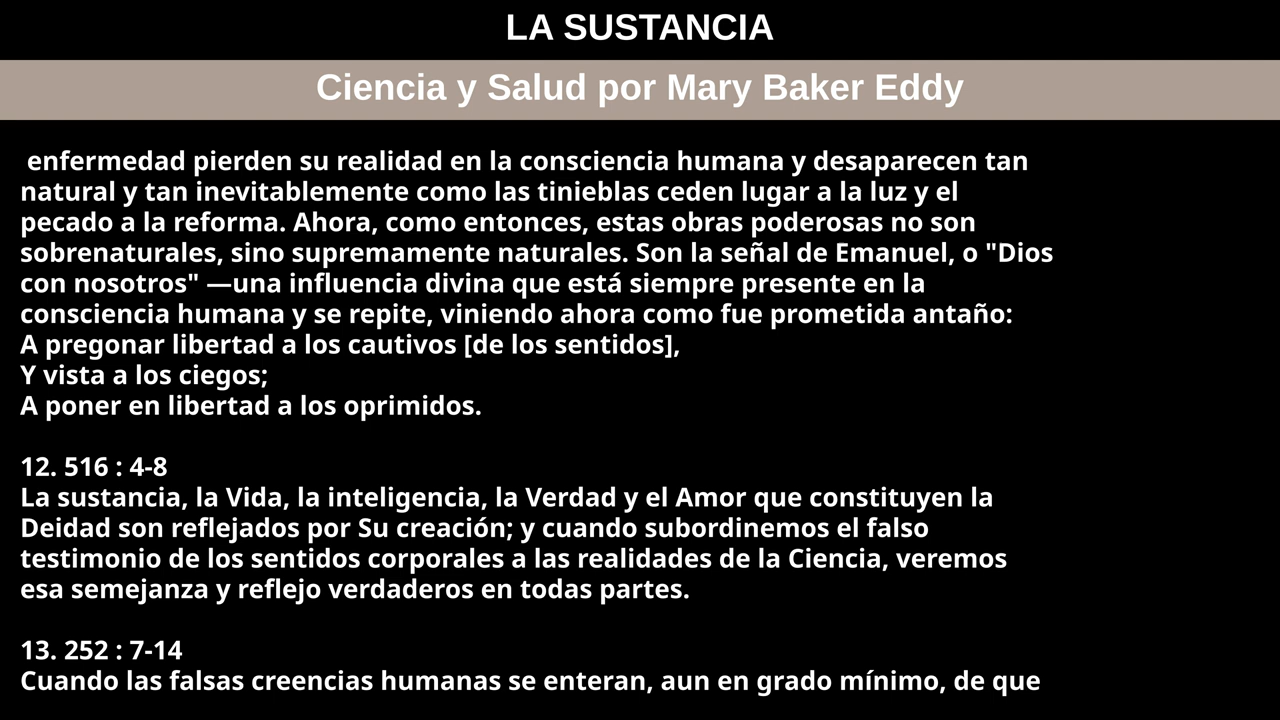 LA SUSTANCIA
Ciencia y Salud por Mary Baker Eddy
enfermedad pierden su realidad en la consciencia humana y desaparecen tan
natural y tan inevitablemente como las tinieblas ceden lugar a la luz y el
pecado a la reforma. Ahora, como entonces, estas obras poderosas no son
sobrenaturales, sino supremamente naturales. Son la señal de Emanuel, o "Dios
con nosotros" —una influencia divina que está siempre presente en la
consciencia humana y se repite, viniendo ahora como fue prometida antaño:
A pregonar libertad a los cautivos [de los sentidos],
Y vista a los ciegos;
A poner en libertad a los oprimidos.
12. 516 : 4-8
La sustancia, la Vida, la inteligencia, la Verdad y el Amor que constituyen la
Deidad son reflejados por Su creación; y cuando subordinemos el falso
testimonio de los sentidos corporales a las realidades de la Ciencia, veremos
esa semejanza y reflejo verdaderos en todas partes.
13. 252 : 7-14
Cuando las falsas creencias humanas se enteran, aun en grado mínimo, de que